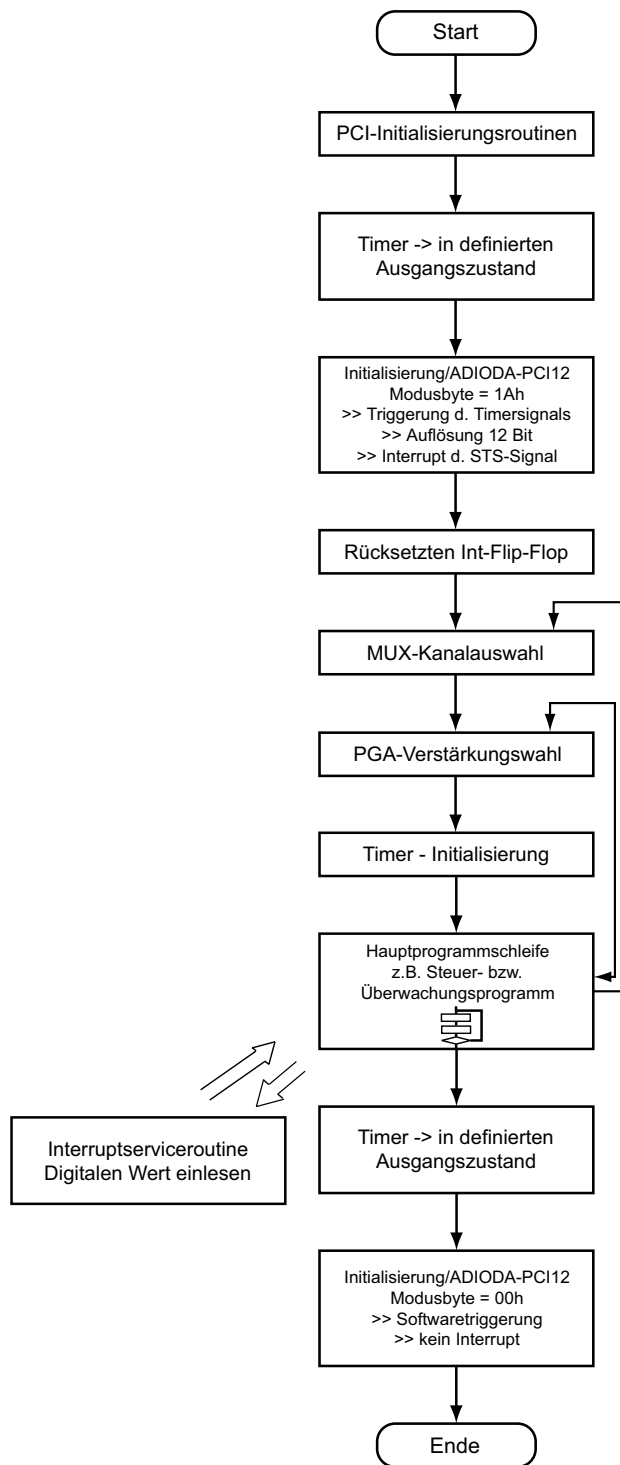 Start
PCI-Initialisierungsroutinen
Timer -> in definierten
Ausgangszustand
Initialisierung/ADIODA-PCI12
Modusbyte = 1Ah
>> Triggerung d. Timersignals
>> Auflösung 12 Bit
>> Interrupt d. STS-Signal
Rücksetzten Int-Flip-Flop
MUX-Kanalauswahl
PGA-Verstärkungswahl
Timer - Initialisierung
Hauptprogrammschleife
z.B. Steuer- bzw.
Überwachungsprogramm
Interruptserviceroutine
Digitalen Wert einlesen
Timer -> in definierten
Ausgangszustand
Initialisierung/ADIODA-PCI12
Modusbyte = 00h
>> Softwaretriggerung
>> kein Interrupt
Ende